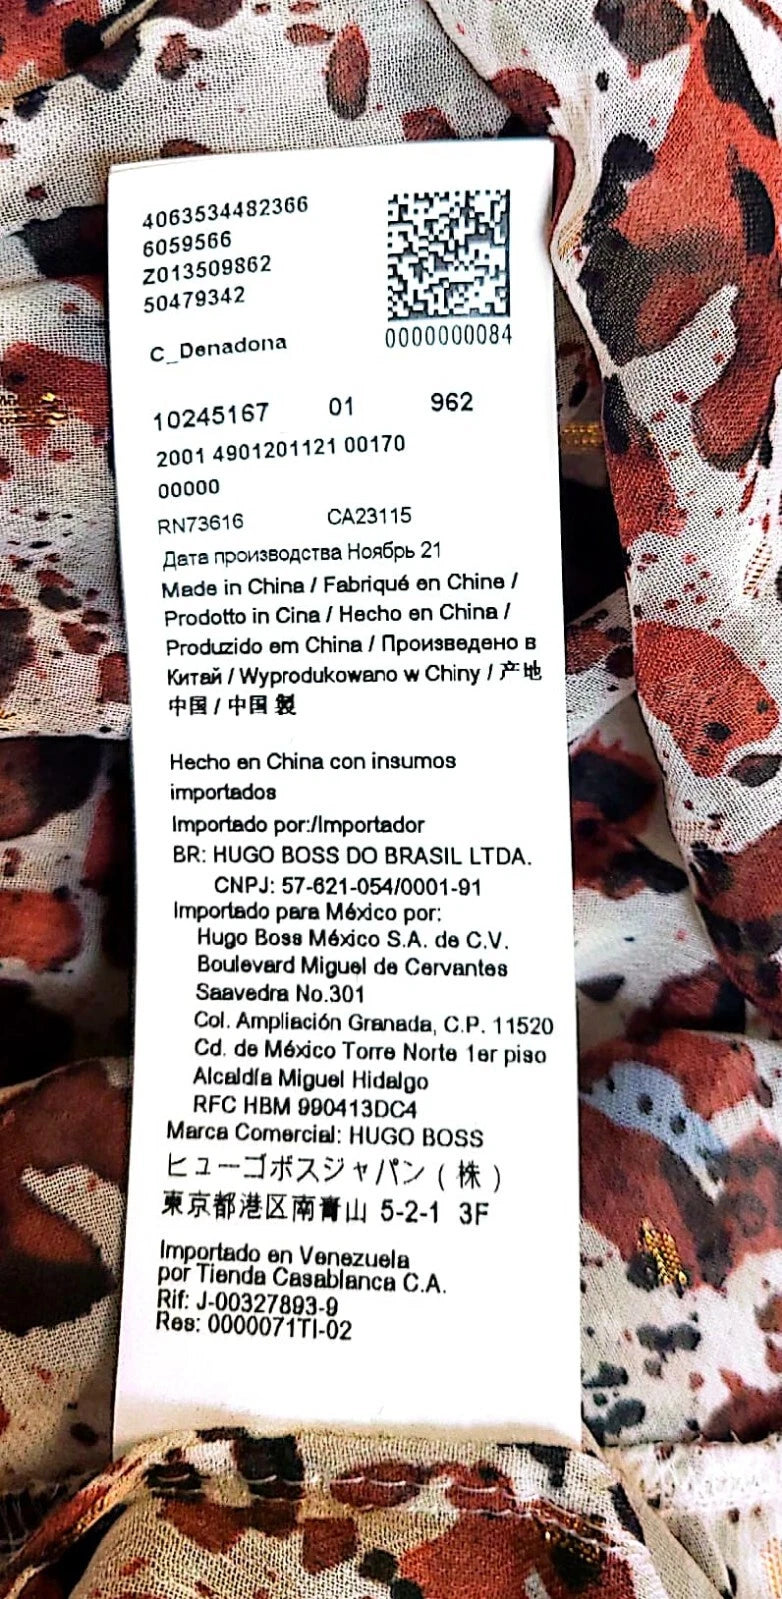 4063534482366
6059566
Z013509862
50479342
0000000084
C_Denadona
10245167 01 962
2001 4901201121 00170
00000
RN73616 CA23115
Дата производства Ноябрь 21
Made in China / Fabriqué en Chine /
Prodotto in Cina / Hecho en China /
Produzido em China / Произведено в
Китай / Wyprodukowano w Chiny / 产地
中国 / 中国 製
Hecho en China con insumos
importados
Importado por:/Importador
BR: HUGO BOSS DO BRASIL LTDA.
CNPJ: 57-621-054/0001-91
Importado para México por:
Hugo Boss México S.A. de C.V.
Boulevard Miguel de Cervantes
Saavedra No.301
Col. Ampliación Granada, C.P. 11520
Cd. de México Torre Norte 1er piso
Alcaldía Miguel Hidalgo
RFC HBM 990413DC4
Marca Comercial: HUGO BOSS
ヒューゴボスジャパン ( 株 )
東京都港区南青山 5-2-1 3F
Importado en Venezuela
por Tienda Casablanca C.A.
Rif: J-00327893-9
Res: 0000071TI-02